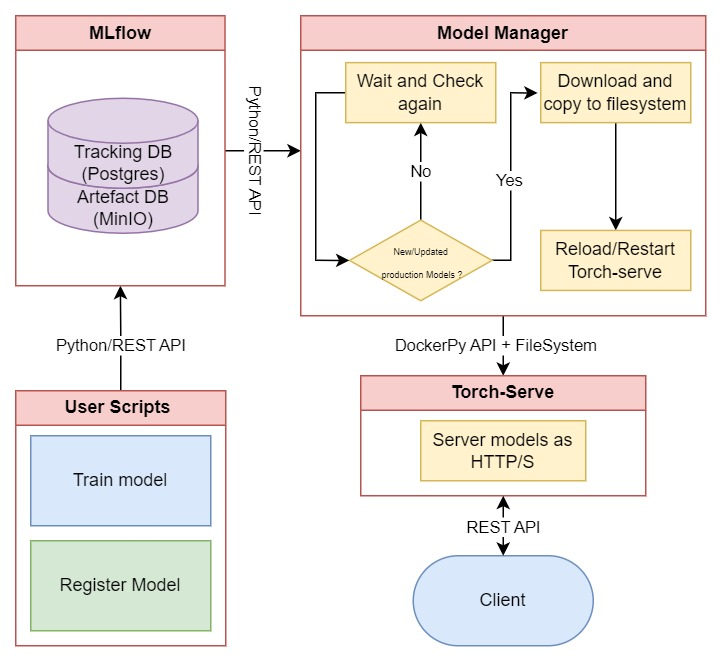 MLflow
Tracking DB
(Postgres)
Artefact DB
(MinIO)
Python/REST API
Model Manager
Wait and Check
again
Download and
copy to filesystem
No
Yes
New/Updated
production Models ?
Reload/Restart
Torch-serve
Python/REST API
DockerPy API + FileSystem
User Scripts
Train model
Register Model
Torch-Serve
Server models as
HTTP/S
REST API
Client